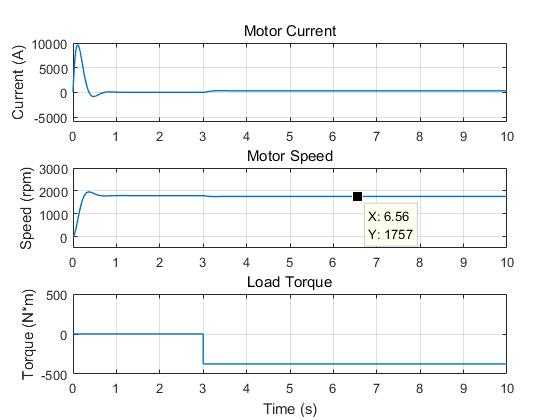 Motor Current
Current (A)
10000
5000
0
-5000
0 1 2 3 4 5 6 7 8 9 10
Motor Speed
Speed (rpm)
3000
2000
1000
0
X: 6.56
Y: 1757
0 1 2 3 4 5 6 7 8 9 10
Load Torque
Torque (N*m)
500
0
-500
0 1 2 3 4 5 6 7 8 9 10
Time (s)